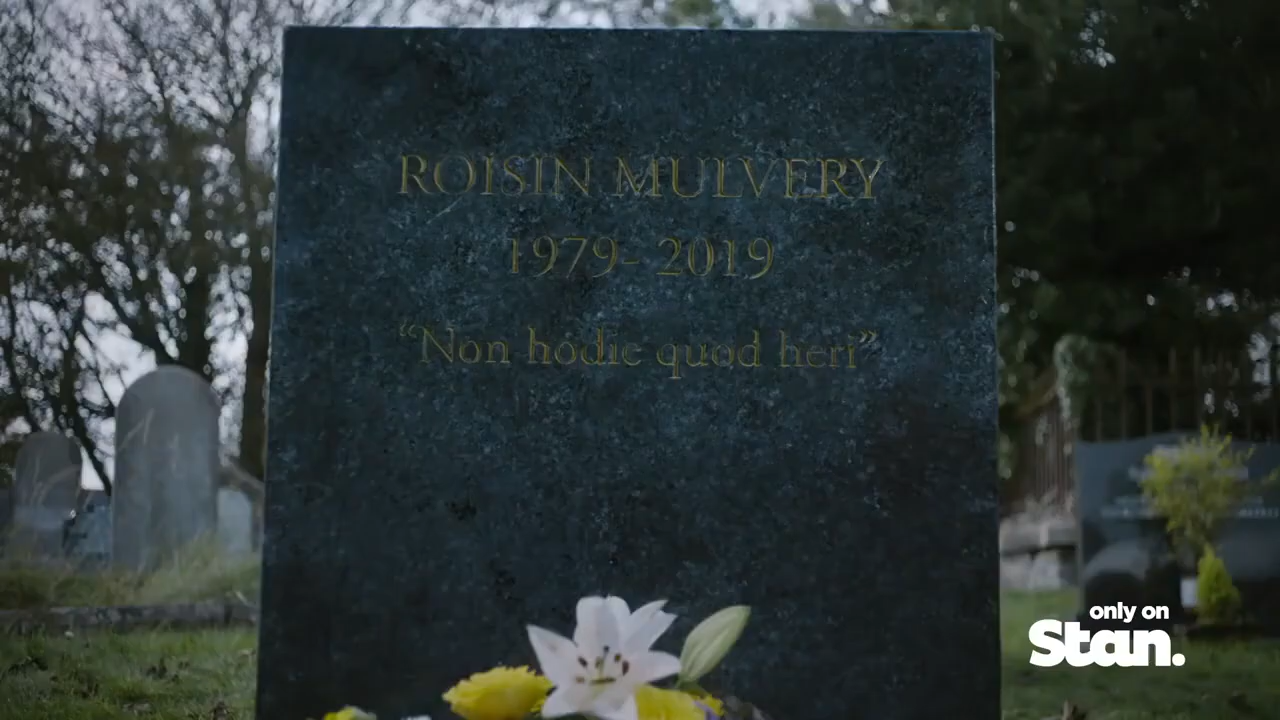 ROISIN MULVERY
1979- 2019
“Non hodie quod heri”
only on
Stan.